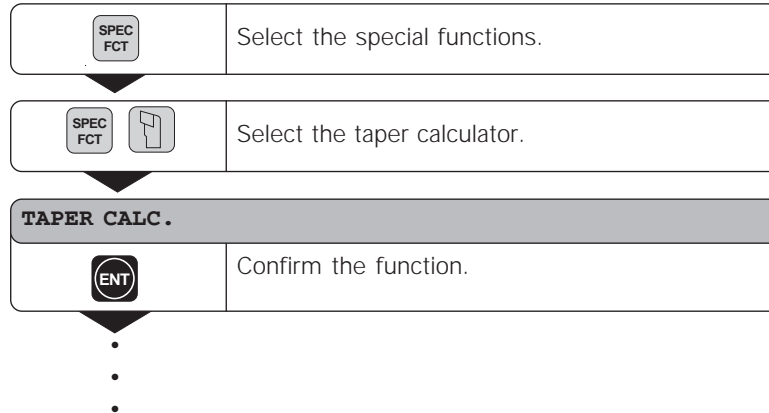 SPEC
FCT
Select the special functions.
SPEC
FCT
Select the taper calculator.
TAPER CALC.
ENT
Confirm the function.